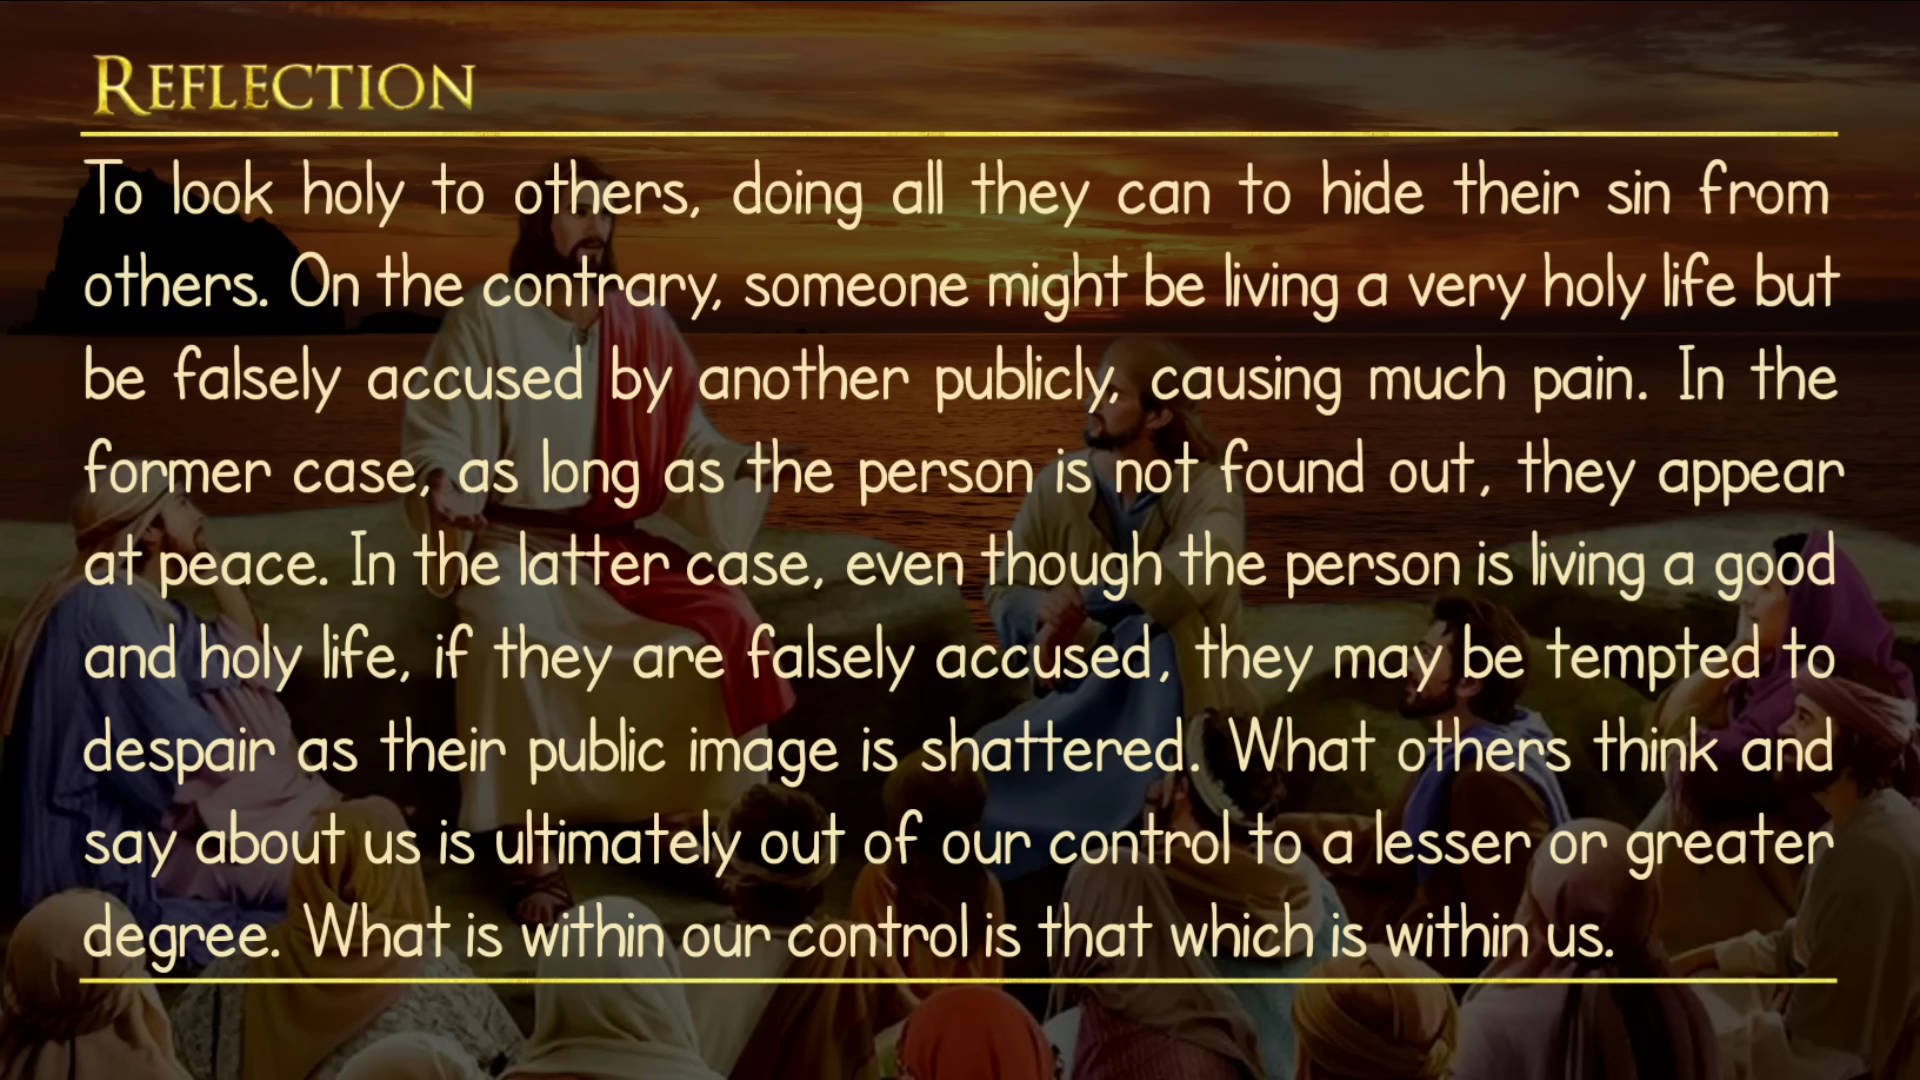 REFLECTION
To look holy to others, doing all they can to hide their sin from
others. On the contrary, someone might be living a very holy life but
be falsely accused by another publicly, causing much pain. In the
former case, as long as the person is not found out, they appear
at peace. In the latter case, even though the person is living a good
and holy life, if they are falsely accused, they may be tempted to
despair as their public image is shattered. What others think and
say about us is ultimately out of our control to a lesser or greater
degree. What is within our control is that which is within us.